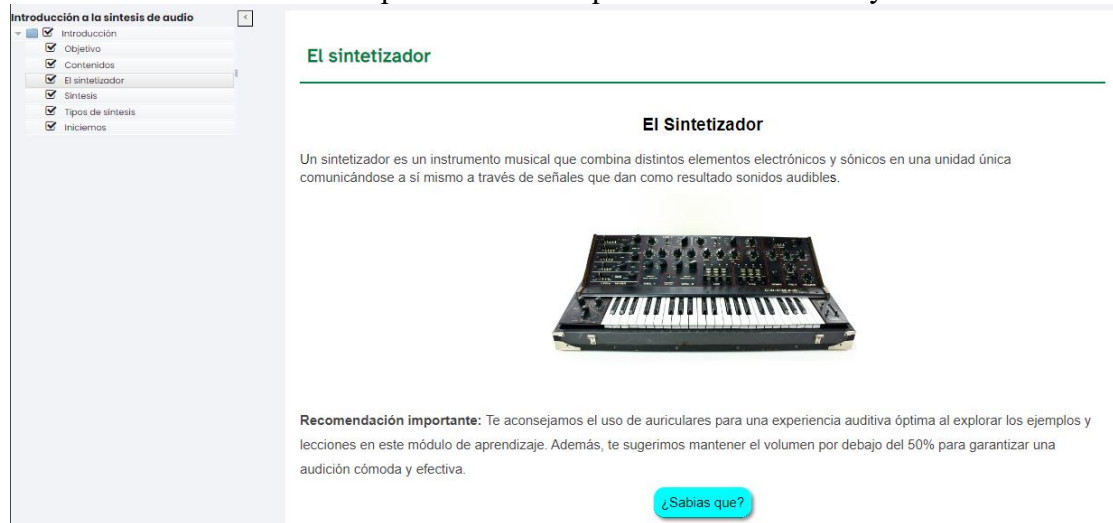 Introducción a la sintesis de audio
Introducción
Objetivo
Contenidos
El sintetizador
Síntesis
Tipos de síntesis
Iniciemos
El sintetizador
El Sintetizador
Un sintetizador es un instrumento musical que combina distintos elementos electrónicos y sónicos en una unidad única
comunicándose a sí mismo a través de señales que dan como resultado sonidos audibles.
Recomendación importante: Te aconsejamos el uso de auriculares para una experiencia auditiva óptima al explorar los ejemplos y
lecciones en este módulo de aprendizaje. Además, te sugerimos mantener el volumen por debajo del 50% para garantizar una
audición cómoda y efectiva.
¿Sabias que?